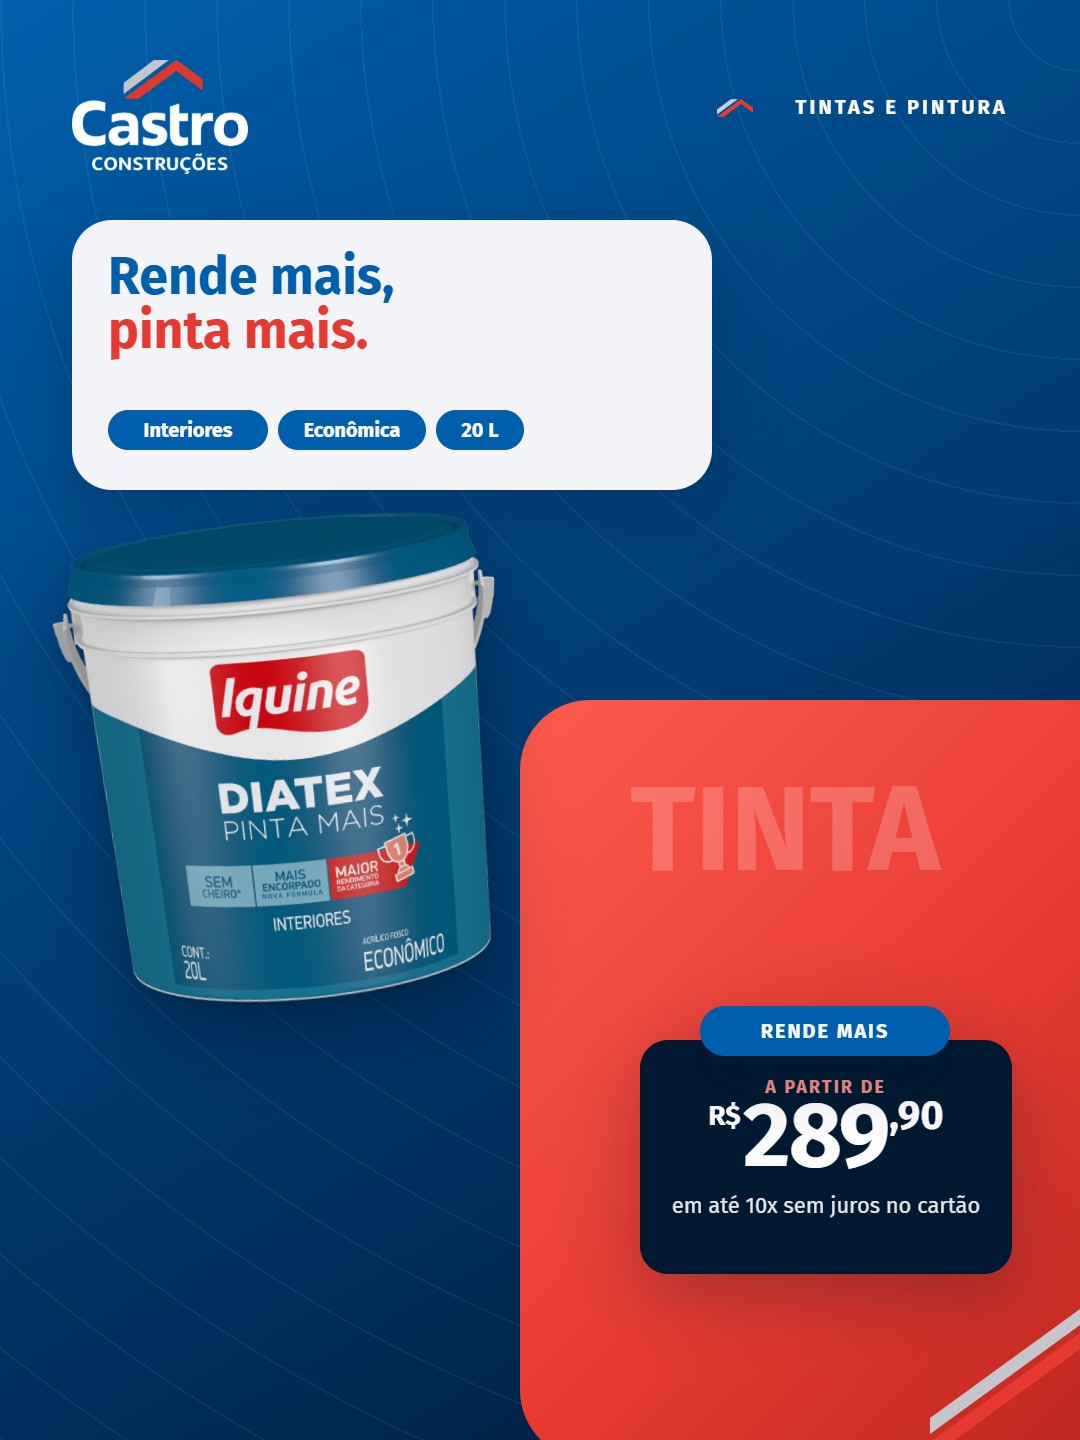 Castro
CONSTRUÇÕES
TINTAS E PINTURA
Rende mais,
pinta mais.
Interiores
Econômica
20 L
Iquine
DIATEX
PINTA MAIS
SEM
CHEIRO*
MAIS
ENCORPADO
NOVA FÓRMULA
MAIOR
RENDIMENTO
DA CATEGORIA
1
INTERIORES
CONT.:
20L
ACRÍLICO FOSCO
ECONÔMICO
TINTA
RENDE MAIS
A PARTIR DE
R$289,90
em até 10x sem juros no cartão